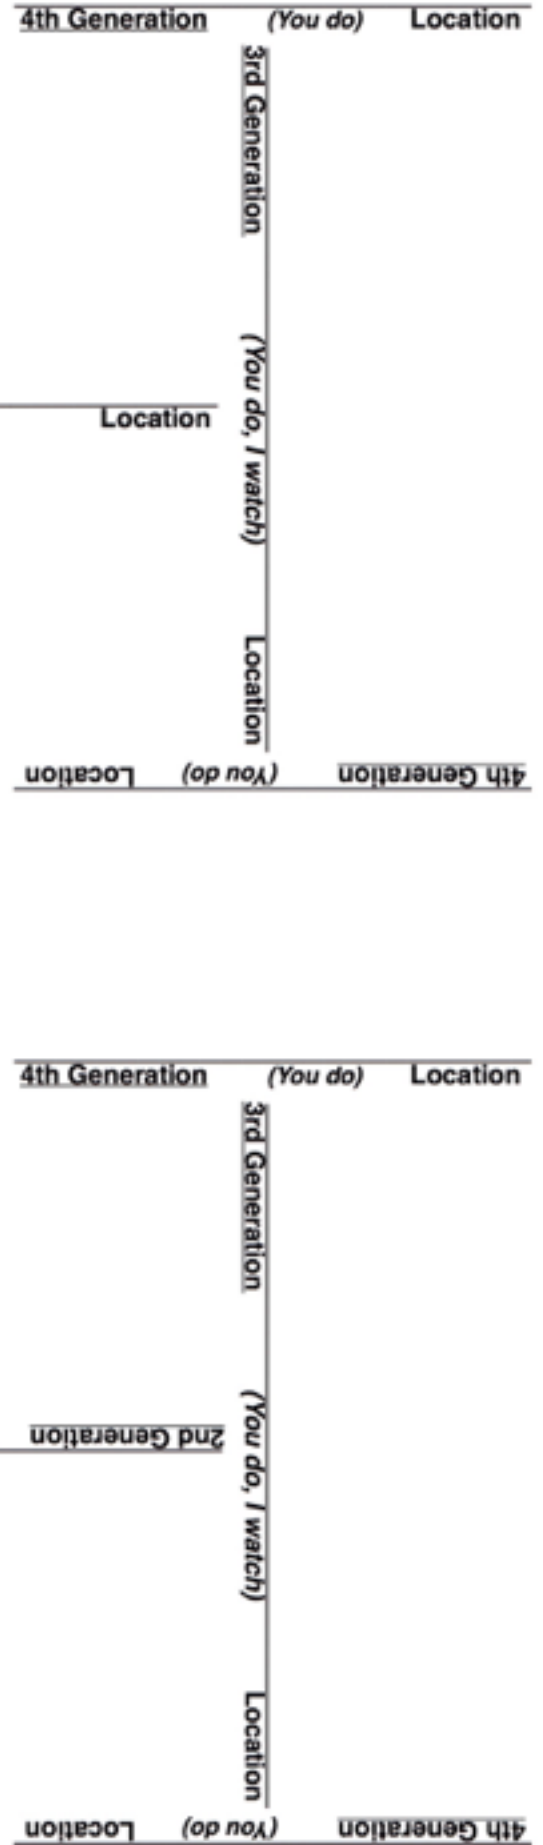 4th Generation (You do) Location
3rd Generation (You do, I watch) Location
Location
4th Generation (You do) Location
4th Generation (You do) Location
3rd Generation (You do, I watch) Location
2nd Generation
4th Generation (You do) Location